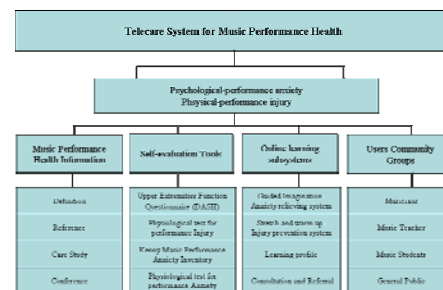 Telecare System for Music Performance Health
Psychological-performance anxiety
Physical-performance injury
Music Performance
Health Information
Self-evaluation Tools
Online learning
subsystems
Users Community
Groups
Definition
Reference
Case Study
Conference
Upper Extremities Function
Questionnaire (DASH)
Physiological test for
performance Injury
Kenny Music Performance
Anxiety Inventory
Physiological test for
performance Anxiety
Guided Imagination
Anxiety relieving system
Stretch and warm up
Injury prevention system
Learning profile
Consultation and Referral
Musicians
Music Teacher
Music Students
General Public